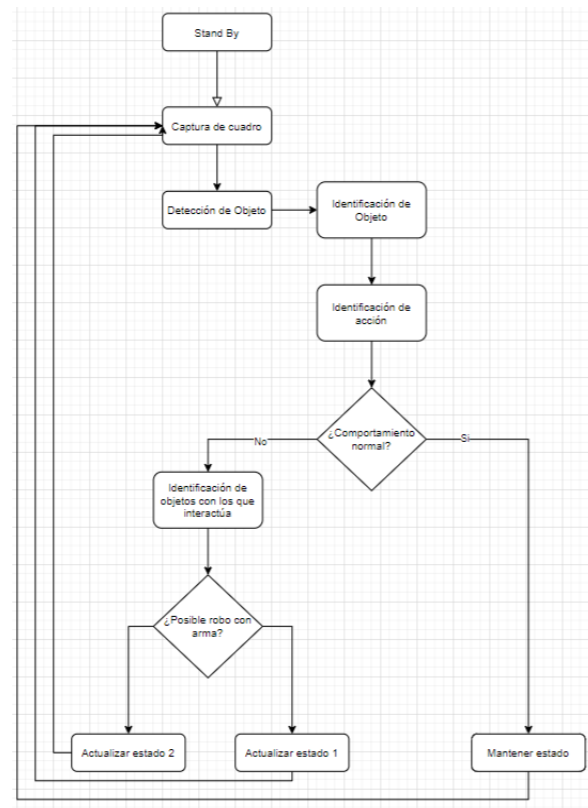 Stand By
Captura de cuadro
Detección de Objeto
Identificación de
Objeto
Identificación de
acción
¿Comportamiento
normal?
No
Si
Identificación de
objetos con los que
interactúa
¿Posible robo con
arma?
Actualizar estado 2
Actualizar estado 1
Mantener estado